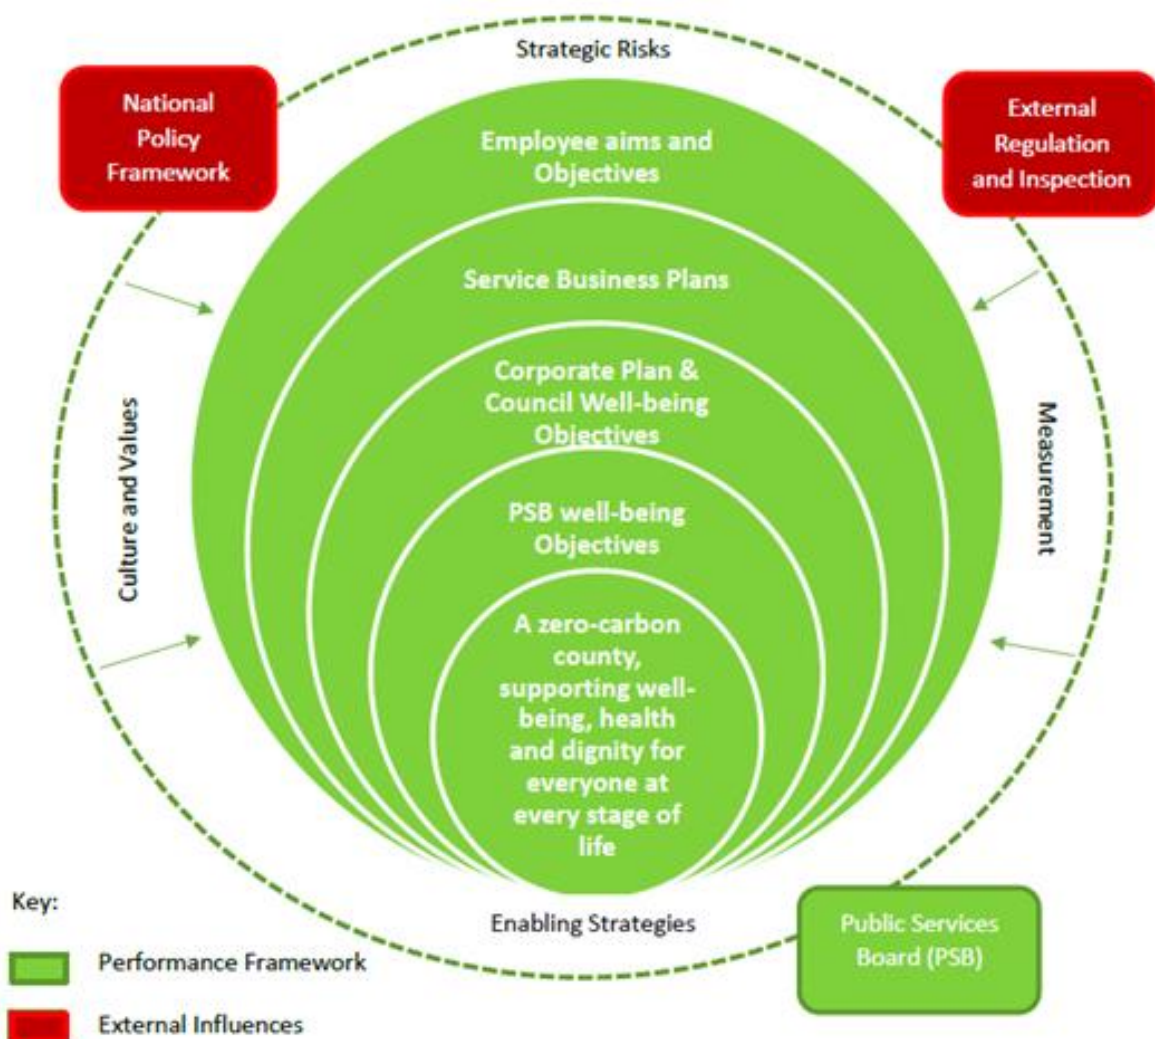 Strategic Risks
National
Policy
Framework
External
Regulation
and Inspection
Employee aims and
Objectives
Service Business Plans
Corporate Plan &
Council Well-being
Objectives
Culture and Values
Measurement
PSB well-being
Objectives
A zero-carbon
county,
supporting well-
being, health
and dignity for
everyone at
every stage of
life
Enabling Strategies
Public Services
Board (PSB)
Key:
Performance Framework
External Influences